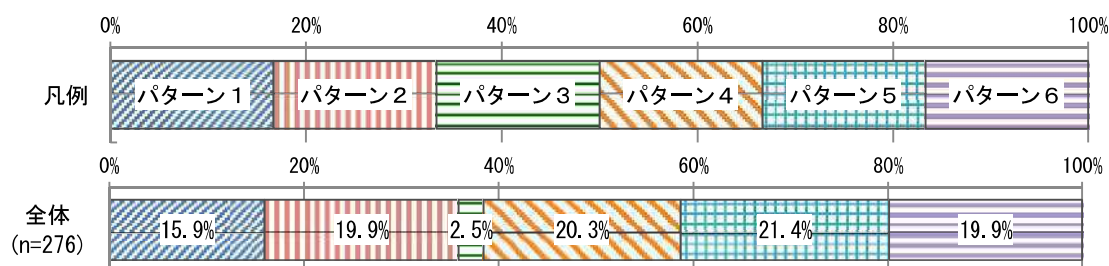 0% 20% 40% 60% 80% 100%
凡例 パターン1 パターン2 パターン3 パターン4 パターン5 パターン6
0% 20% 40% 60% 80% 100%
全体
(n=276)
15.9% 19.9% 2.5% 20.3% 21.4% 19.9%